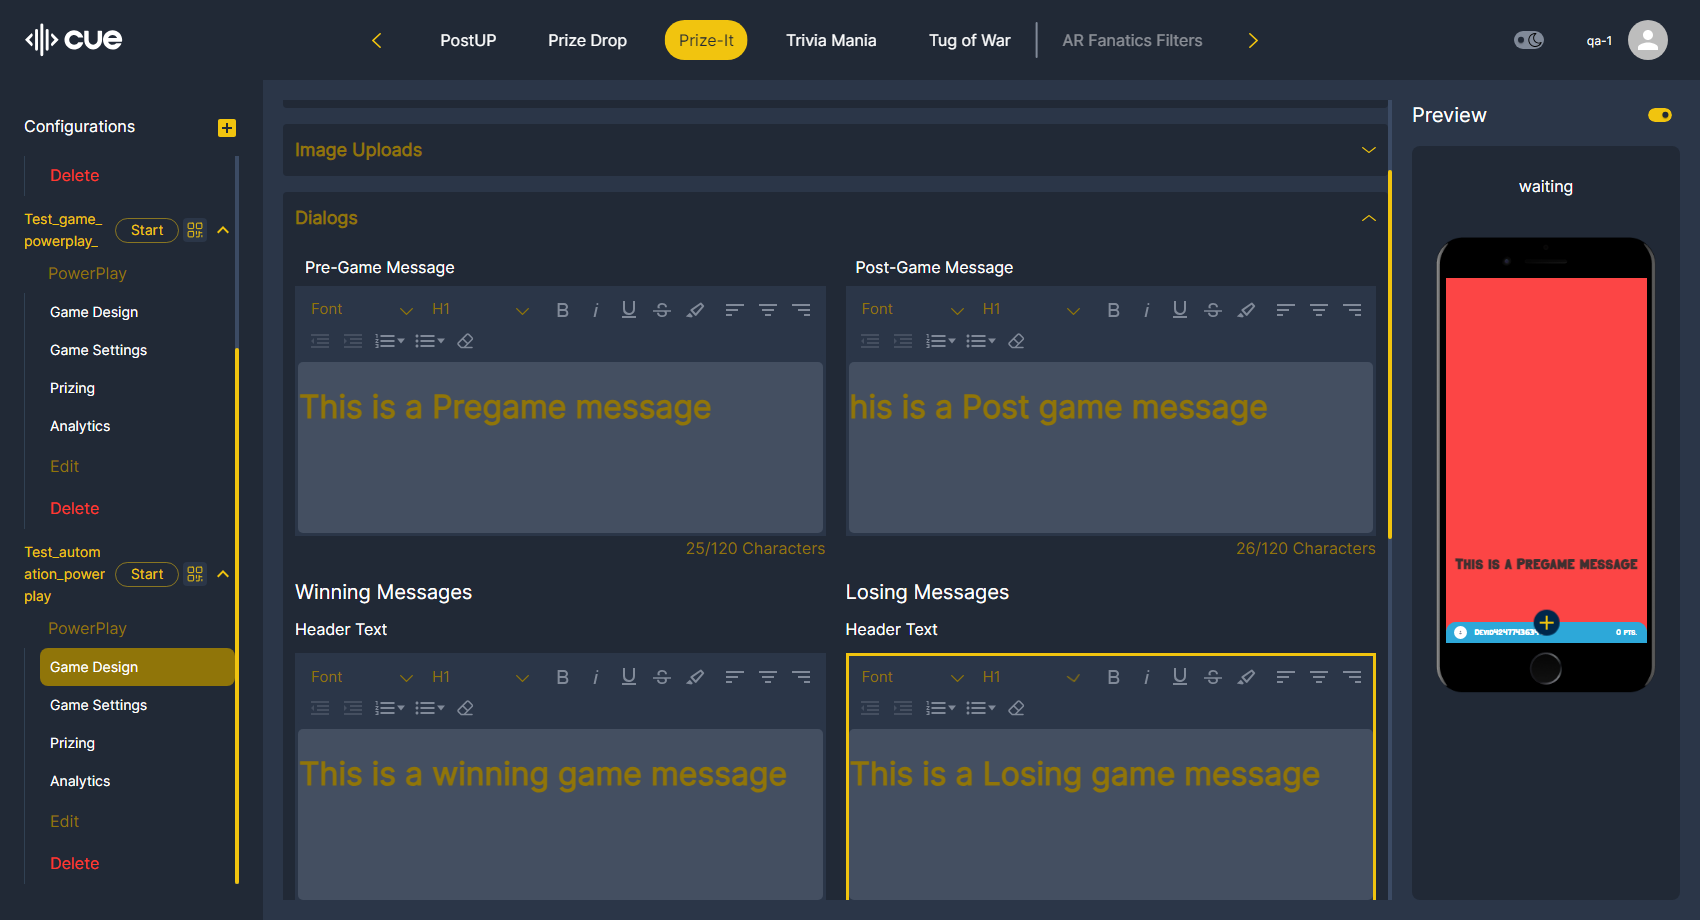 cue
PostUP
Prize Drop
Prize-It
Trivia Mania
Tug of War
AR Fanatics Filters
qa-1
Configurations
Delete
Test_game_
powerplay_
Start
PowerPlay
Game Design
Game Settings
Prizing
Analytics
Edit
Delete
Test_autom
ation_power
play
Start
PowerPlay
Game Design
Game Settings
Prizing
Analytics
Edit
Delete
Image Uploads
Dialogs
Pre-Game Message
Font
H1
This is a Pregame message
25/120 Characters
Post-Game Message
Font
H1
his is a Post game message
26/120 Characters
Winning Messages
Header Text
Font
H1
This is a winning game message
Losing Messages
Header Text
Font
H1
This is a Losing game message
Preview
waiting
This is a Pregame message
0 PTS.